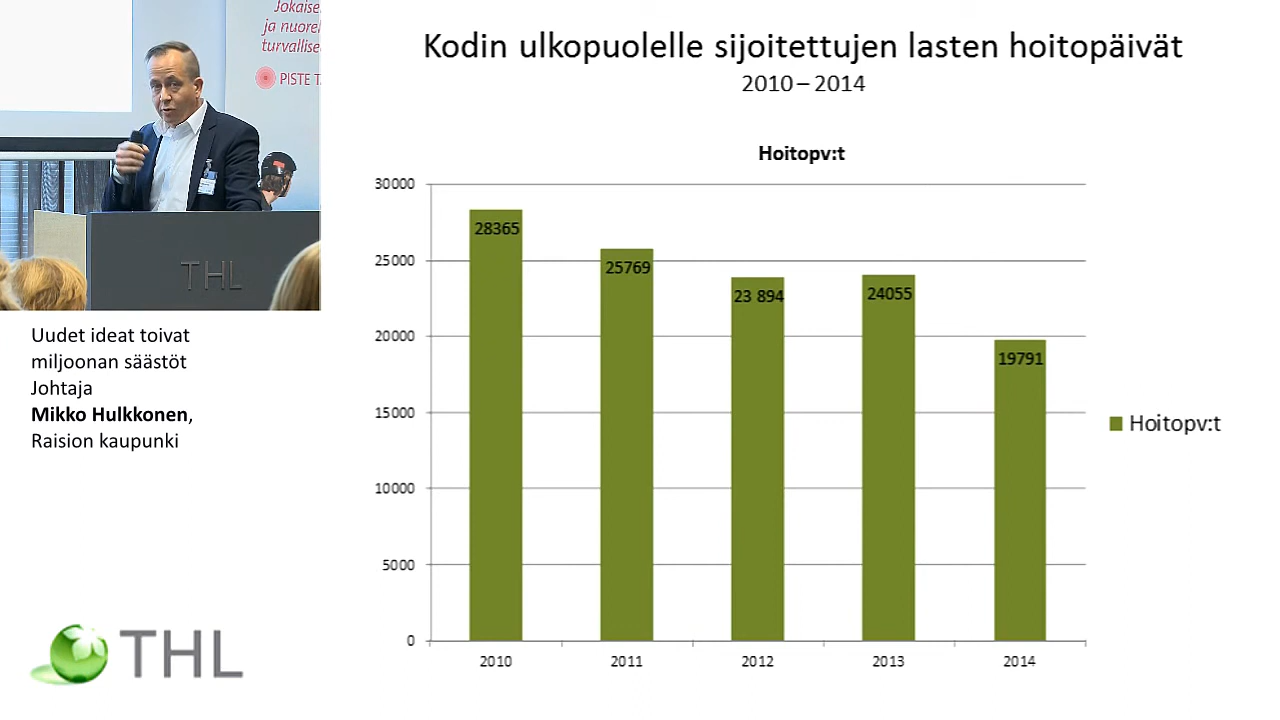 Jokaise
ja nuorel
turvallise
PISTE T
THL
Uudet ideat toivat
miljoonan säästöt
Johtaja
Mikko Hulkkonen,
Raision kaupunki
THL
Kodin ulkopuolelle sijoitettujen lasten hoitopäivät
2010 – 2014
Hoitopv:t
30000
25000
20000
15000
10000
5000
0
28365
25769
23 894
24055
19791
2010
2011
2012
2013
2014
Hoitopv:t